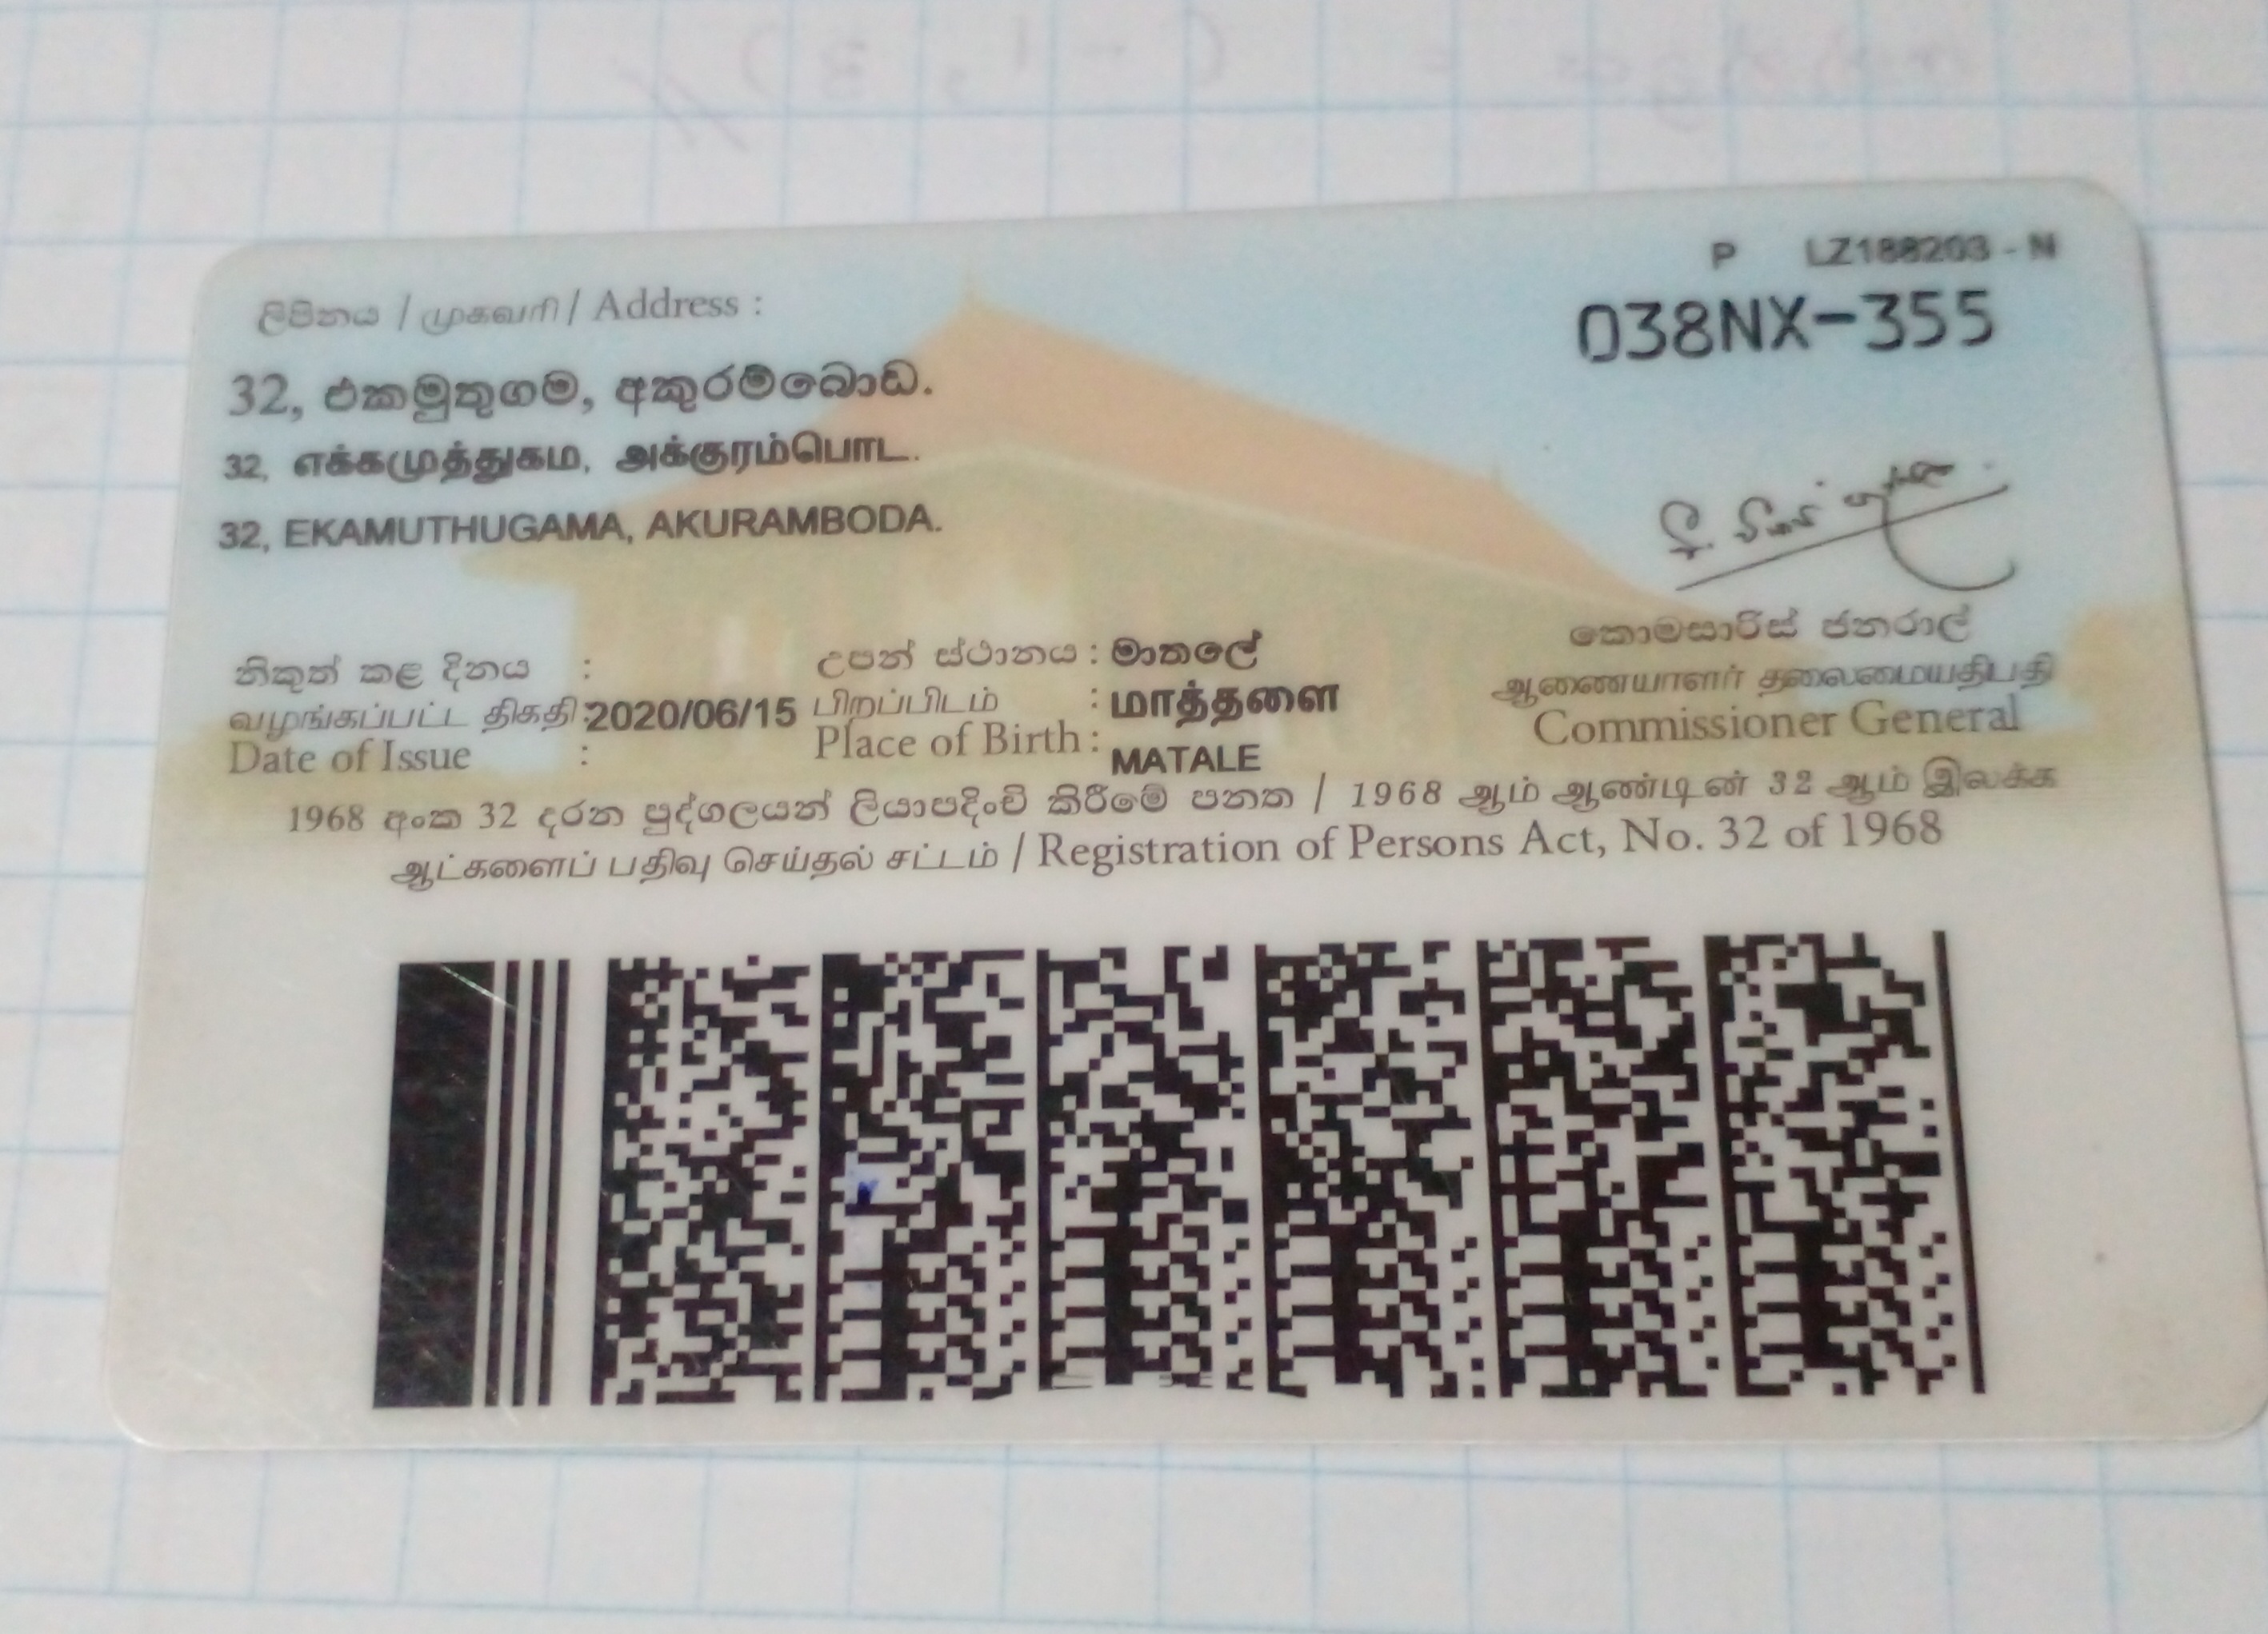 P LZ188203 - N
038NX-355
ලිපිනය / முகவரி / Address :
32, එකමුතුගම, අකුරම්බොඩ.
32, எக்கமுத்துகம, அக்குரம்பொட.
32, EKAMUTHUGAMA, AKURAMBODA.
නිකුත් කළ දිනය :
வழங்கப்பட்ட திகதி :2020/06/15
Date of Issue :
උපන් ස්ථානය : මාතලේ
பிறப்பிடம் : மாத்தளை
Place of Birth : MATALE
කොමසාරිස් ජනරාල්
ஆணையாளர் தலைமையதிபதி
Commissioner General
1968 අංක 32 දරන පුද්ගලයන් ලියාපදිංචි කිරීමේ පනත / 1968 ஆம் ஆண்டின் 32 ஆம் இலக்க
ஆட்களைப் பதிவு செய்தல் சட்டம் / Registration of Persons Act, No. 32 of 1968